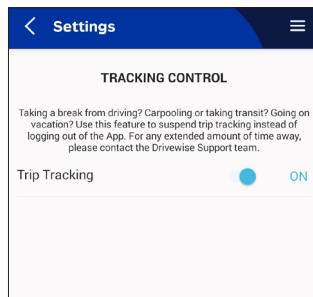 Settings
TRACKING CONTROL
Taking a break from driving? Carpooling or taking transit? Going on
vacation? Use this feature to suspend trip tracking instead of
logging out of the App. For any extended amount of time away,
please contact the Drivewise Support team.
Trip Tracking ON